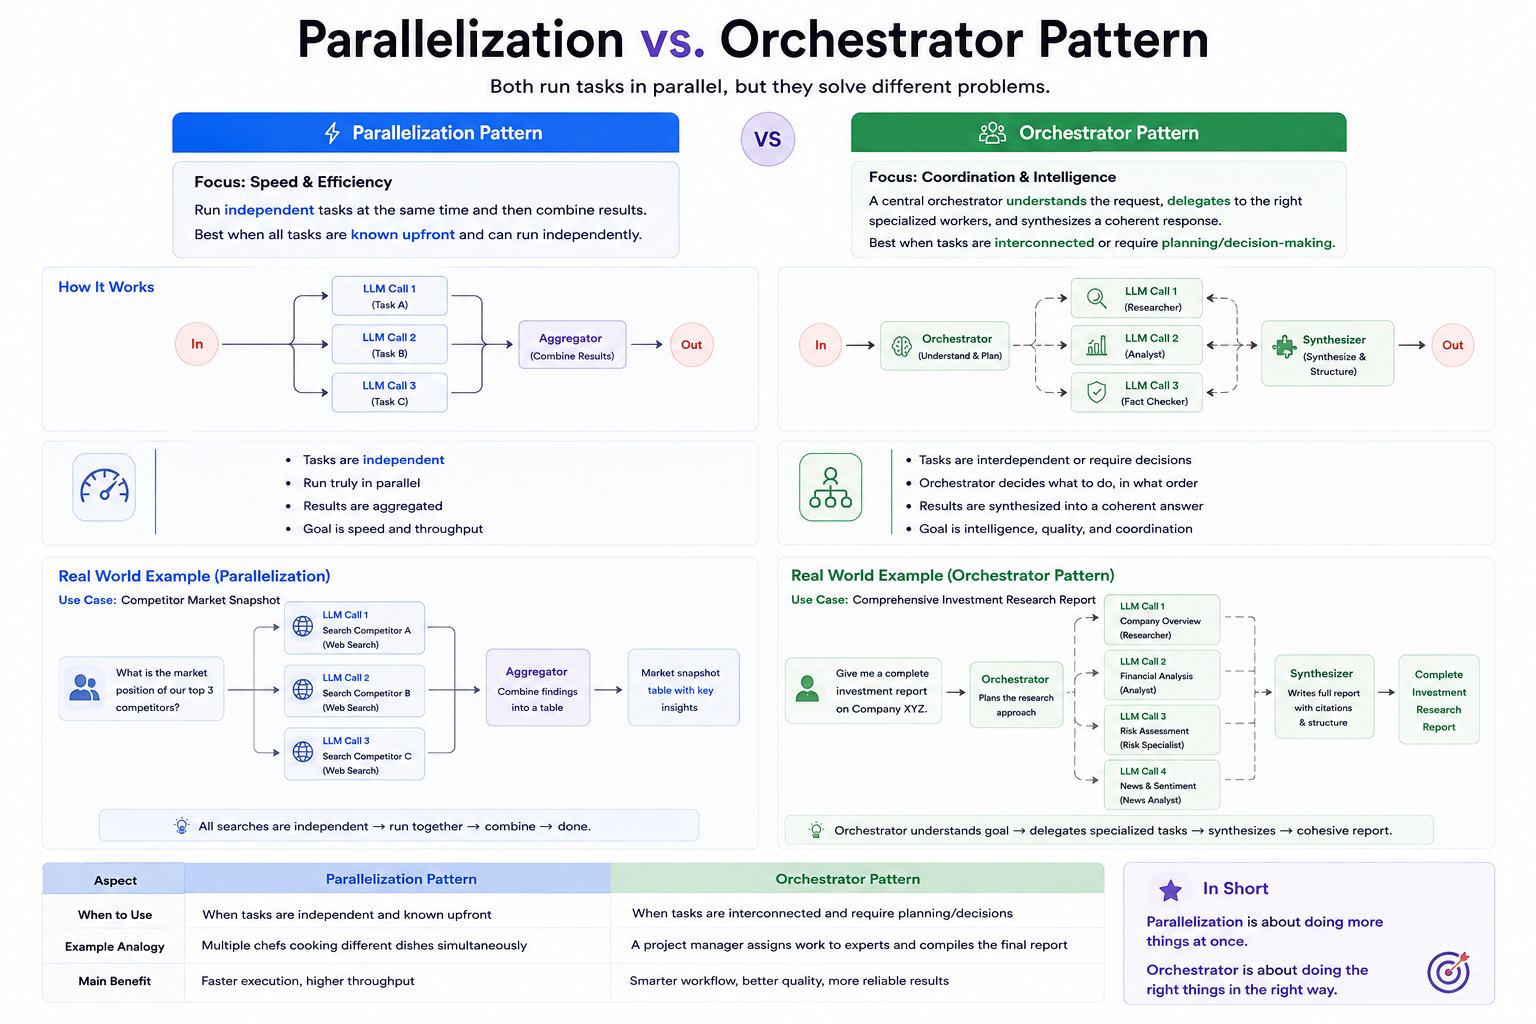 Parallelization vs. Orchestrator Pattern
Both run tasks in parallel, but they solve different problems.
Parallelization Pattern
VS
Orchestrator Pattern
Focus: Speed & Efficiency
Run independent tasks at the same time and then combine results.
Best when all tasks are known upfront and can run independently.
Focus: Coordination & Intelligence
A central orchestrator understands the request, delegates to the right
specialized workers, and synthesizes a coherent response.
Best when tasks are interconnected or require planning/decision-making.
How It Works
In
LLM Call 1
(Task A)
LLM Call 2
(Task B)
LLM Call 3
(Task C)
Aggregator
(Combine Results)
Out
In
Orchestrator
(Understand & Plan)
LLM Call 1
(Researcher)
LLM Call 2
(Analyst)
LLM Call 3
(Fact Checker)
Synthesizer
(Synthesize &
Structure)
Out
• Tasks are independent
• Run truly in parallel
• Results are aggregated
• Goal is speed and throughput
• Tasks are interdependent or require decisions
• Orchestrator decides what to do, in what order
• Results are synthesized into a coherent answer
• Goal is intelligence, quality, and coordination
Real World Example (Parallelization)
Use Case: Competitor Market Snapshot
What is the market
position of our top 3
competitors?
LLM Call 1
Search Competitor A
(Web Search)
LLM Call 2
Search Competitor B
(Web Search)
LLM Call 3
Search Competitor C
(Web Search)
Aggregator
Combine findings
into a table
Market snapshot
table with key
insights
All searches are independent → run together → combine → done.
Real World Example (Orchestrator Pattern)
Use Case: Comprehensive Investment Research Report
Give me a complete
investment report
on Company XYZ.
Orchestrator
Plans the research
approach
LLM Call 1
Company Overview
(Researcher)
LLM Call 2
Financial Analysis
(Analyst)
LLM Call 3
Risk Assessment
(Risk Specialist)
LLM Call 4
News & Sentiment
(News Analyst)
Synthesizer
Writes full report
with citations
& structure
Complete
Investment
Research
Report
Orchestrator understands goal → delegates specialized tasks → synthesizes → cohesive report.
Aspect
Parallelization Pattern
Orchestrator Pattern
When to Use
When tasks are independent and known upfront
When tasks are interconnected and require planning/decisions
Example Analogy
Multiple chefs cooking different dishes simultaneously
A project manager assigns work to experts and compiles the final report
Main Benefit
Faster execution, higher throughput
Smarter workflow, better quality, more reliable results
In Short
Parallelization is about doing more
things at once.
Orchestrator is about doing the
right things in the right way.